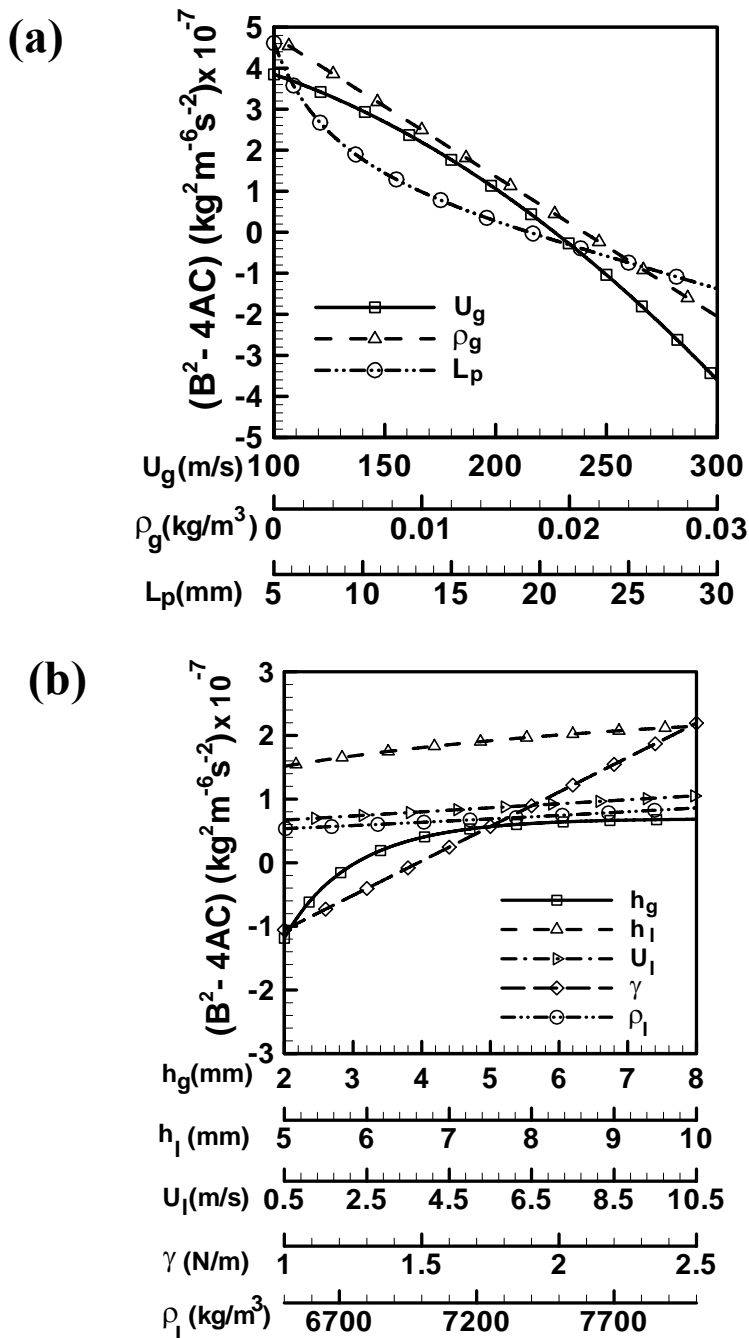 (a)
(B²- 4AC) (kg²m⁻⁶s⁻²) x 10⁻⁷
5
4
3
2
1
0
-1
-2
-3
-4
-5
U_g
ρ_g
L_p
U_g(m/s) 100 150 200 250 300
ρ_g(kg/m³) 0 0.01 0.02 0.03
L_p(mm) 5 10 15 20 25 30
(b)
(B²- 4AC) (kg²m⁻⁶s⁻²) x 10⁻⁷
3
2
1
0
-1
-2
-3
h_g
h_l
U_l
γ
ρ_l
h_g(mm) 2 3 4 5 6 7 8
h_l (mm) 5 6 7 8 9 10
U_l(m/s) 0.5 2.5 4.5 6.5 8.5 10.5
γ (N/m) 1 1.5 2 2.5
ρ_l (kg/m³) 6700 7200 7700